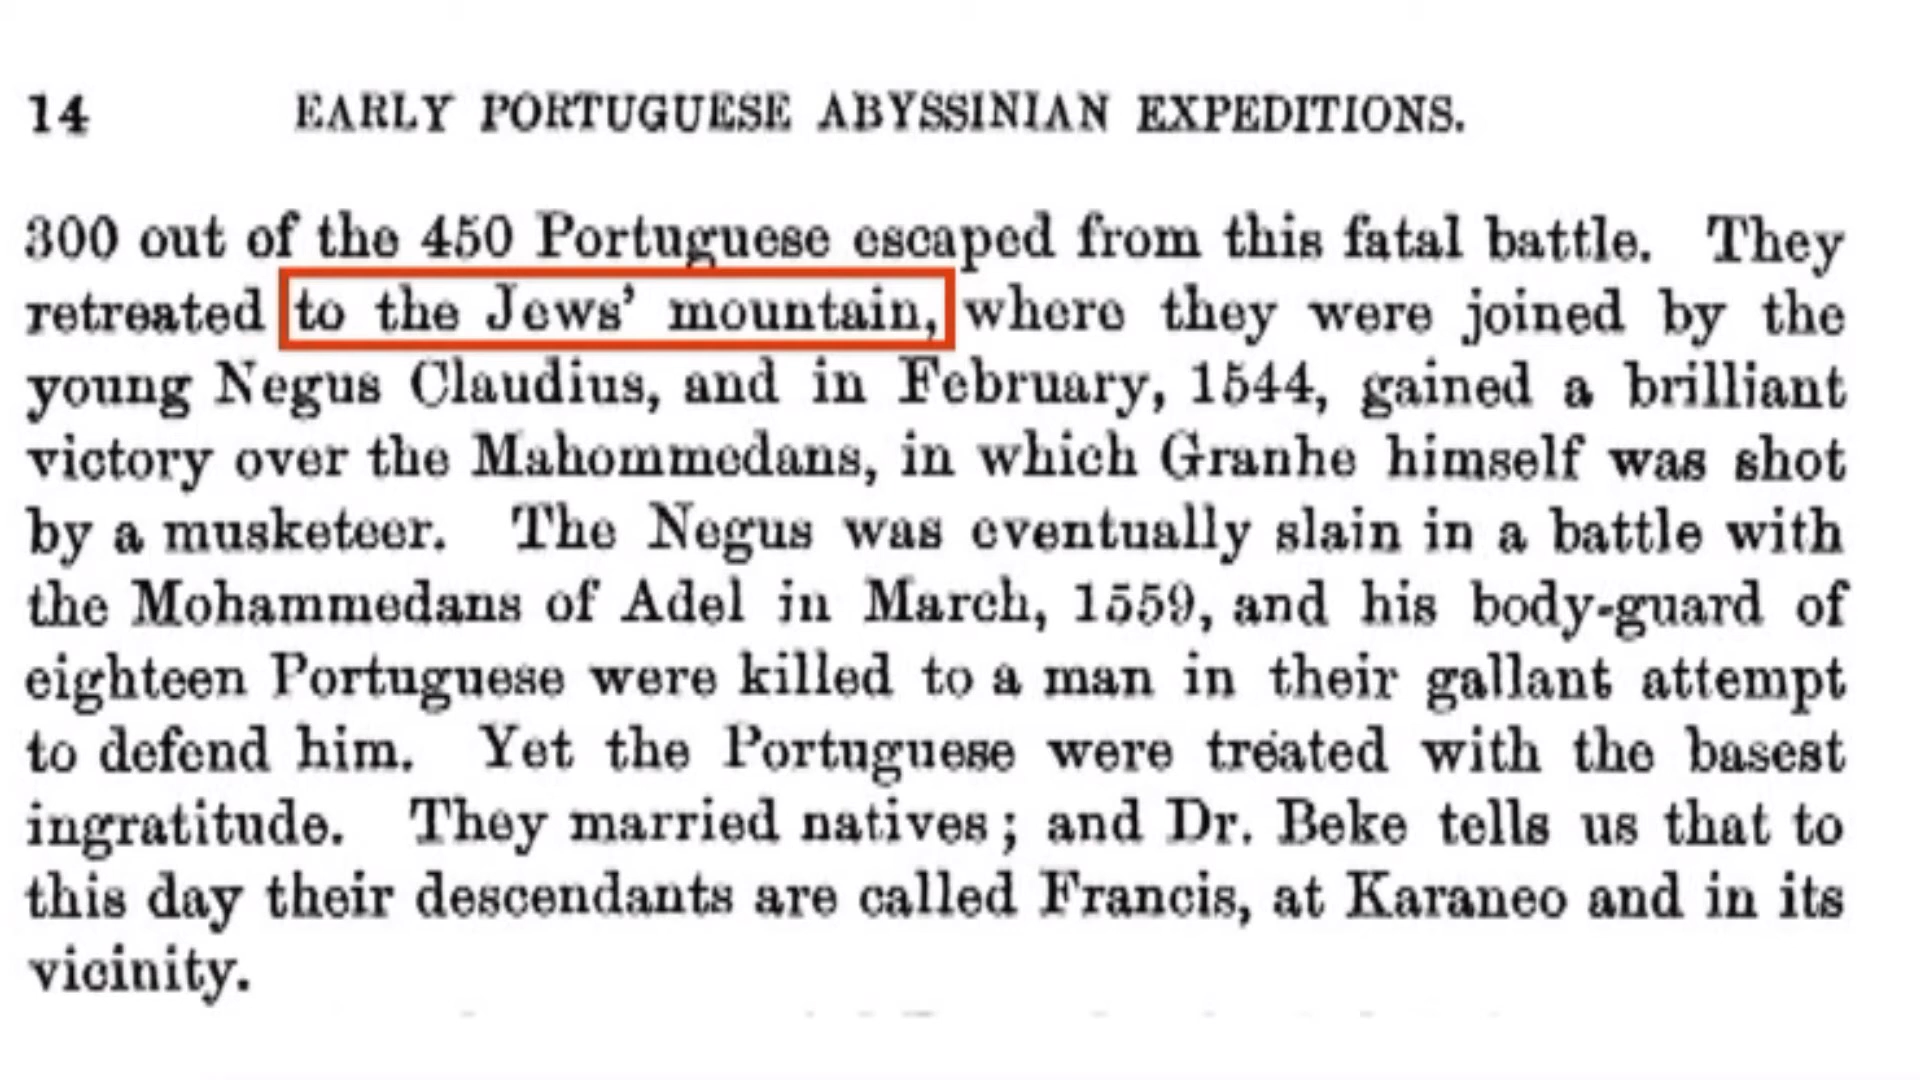 14 EARLY PORTUGUESE ABYSSINIAN EXPEDITIONS.
300 out of the 450 Portuguese escaped from this fatal battle. They
retreated to the Jews' mountain, where they were joined by the
young Negus Claudius, and in February, 1544, gained a brilliant
victory over the Mahommedans, in which Granhe himself was shot
by a musketeer. The Negus was eventually slain in a battle with
the Mohammedans of Adel in March, 1559, and his body-guard of
eighteen Portuguese were killed to a man in their gallant attempt
to defend him. Yet the Portuguese were treated with the basest
ingratitude. They married natives; and Dr. Beke tells us that to
this day their descendants are called Francis, at Karaneo and in its
vicinity.